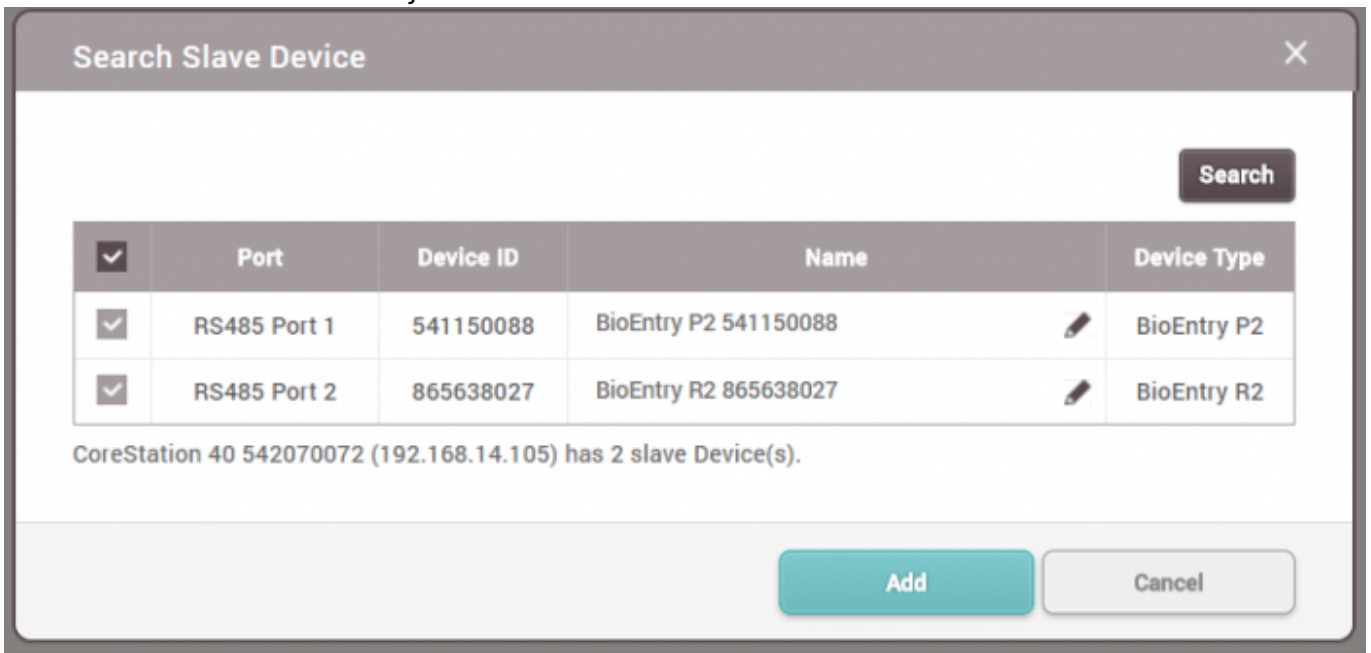 Search Slave Device
Search
Port Device ID Name Device Type
RS485 Port 1 541150088 BioEntry P2 541150088 BioEntry P2
RS485 Port 2 865638027 BioEntry R2 865638027 BioEntry R2
CoreStation 40 542070072 (192.168.14.105) has 2 slave Device(s).
Add Cancel